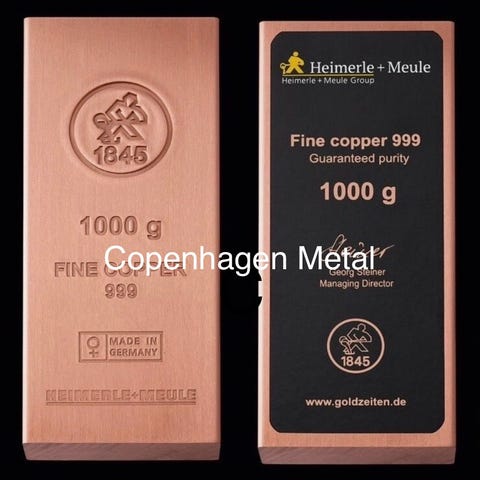 1845
1000 g
FINE COPPER
999
MADE IN
GERMANY
HEIMERLE+MEULE
Heimerle + Meule
Heimerle + Meule Group
Fine copper 999
Guaranteed purity
1000 g
Steiner
Georg Steiner
Managing Director
1845
www.goldzeiten.de
Copenhagen Metal